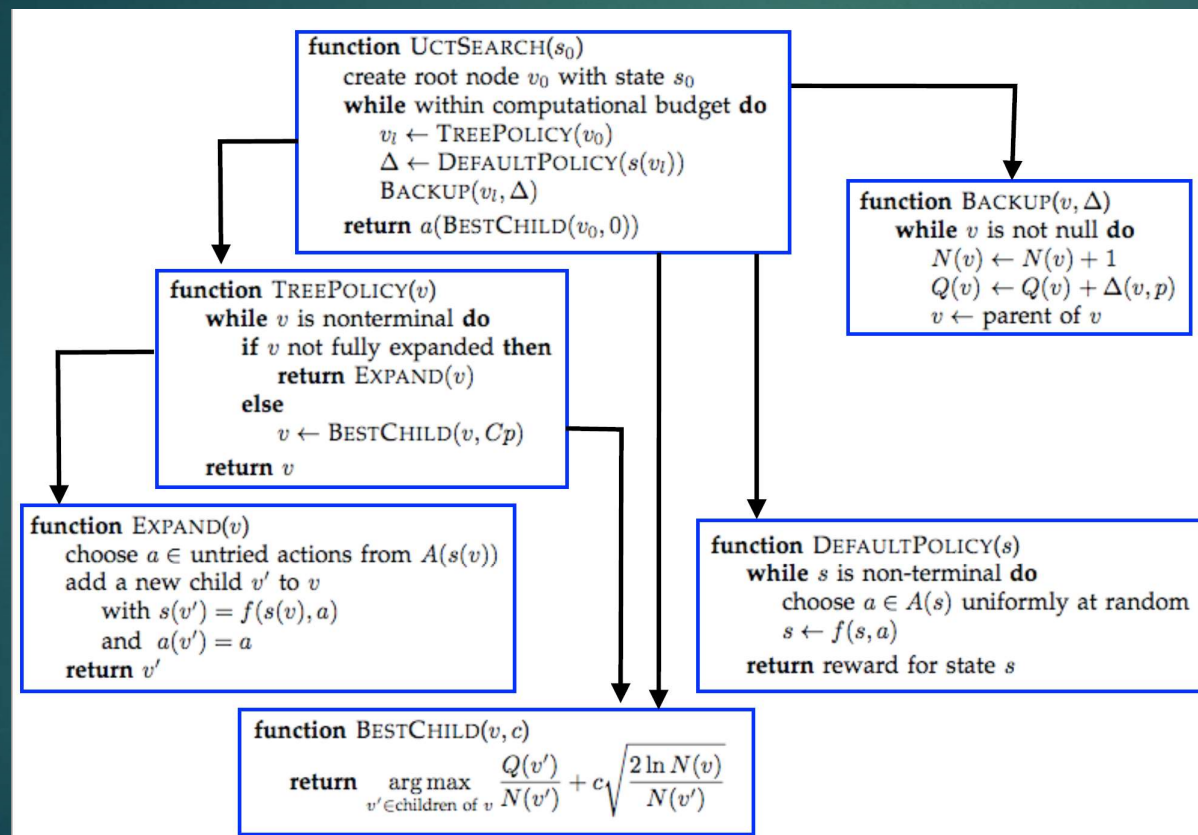 function UCTSEARCH(s₀)
create root node v₀ with state s₀
while within computational budget do
vₗ ← TREEPOLICY(v₀)
Δ ← DEFAULTPOLICY(s(vₗ))
BACKUP(vₗ, Δ)
return a(BESTCHILD(v₀, 0))
function BACKUP(v, Δ)
while v is not null do
N(v) ← N(v) + 1
Q(v) ← Q(v) + Δ(v, p)
v ← parent of v
function TREEPOLICY(v)
while v is nonterminal do
if v not fully expanded then
return EXPAND(v)
else
v ← BESTCHILD(v, Cp)
return v
function EXPAND(v)
choose a ∈ untried actions from A(s(v))
add a new child v′ to v
with s(v′) = f(s(v), a)
and a(v′) = a
return v′
function DEFAULTPOLICY(s)
while s is non-terminal do
choose a ∈ A(s) uniformly at random
s ← f(s, a)
return reward for state s
function BESTCHILD(v, c)
return arg max v′∈children of v Q(v′)/N(v′) + c√(2 ln N(v)/N(v′))